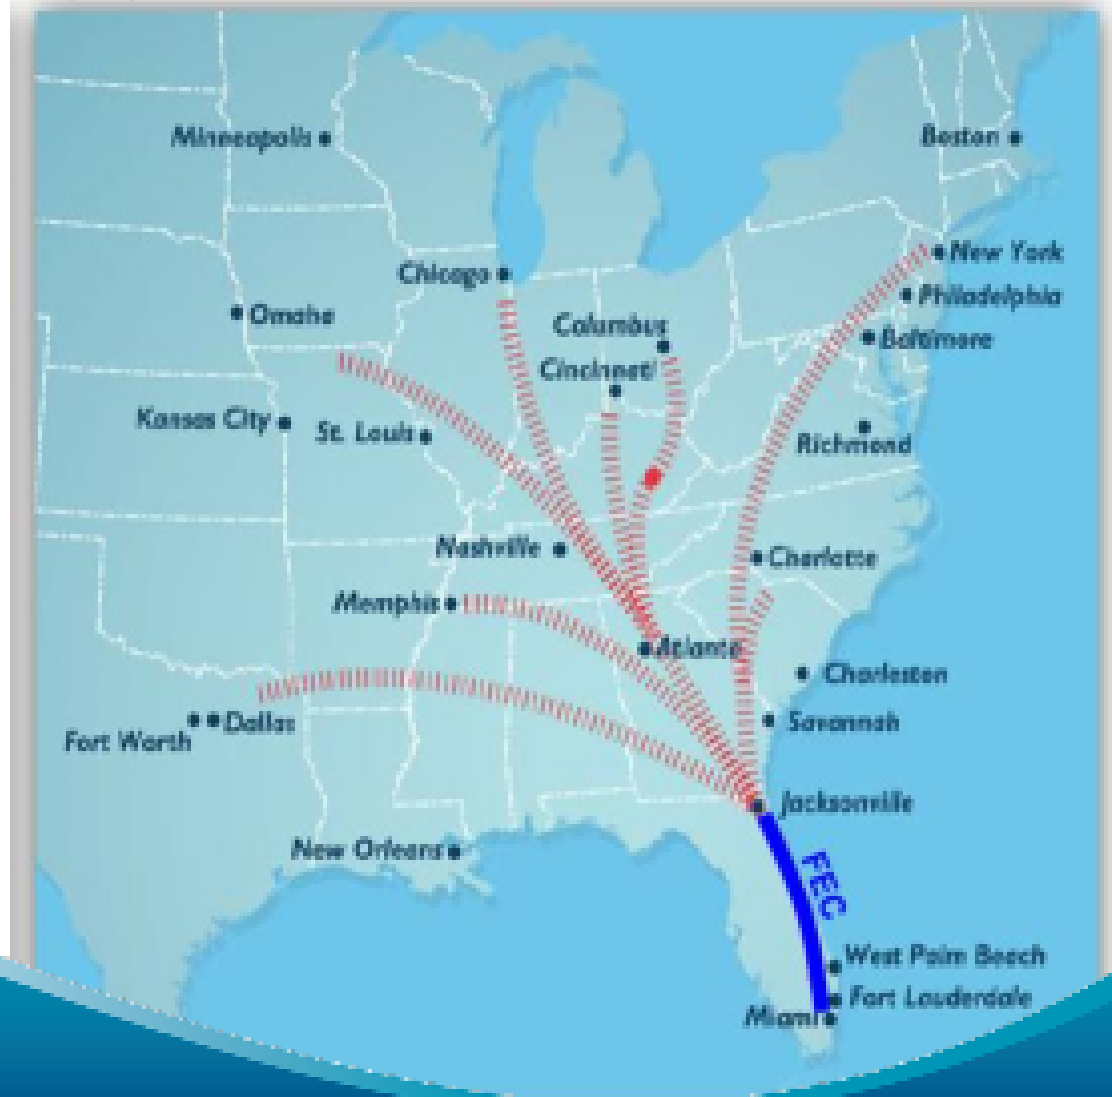 Minneapolis
Boston
New York
Chicago
Philadelphia
Omaha
Columbus
Baltimore
Cincinnati
Kansas City
St. Louis
Richmond
Nashville
Charlotte
Memphis
Atlanta
Charleston
Dallas
Savannah
Fort Worth
Jacksonville
New Orleans
FEC
West Palm Beach
Fort Lauderdale
Miami